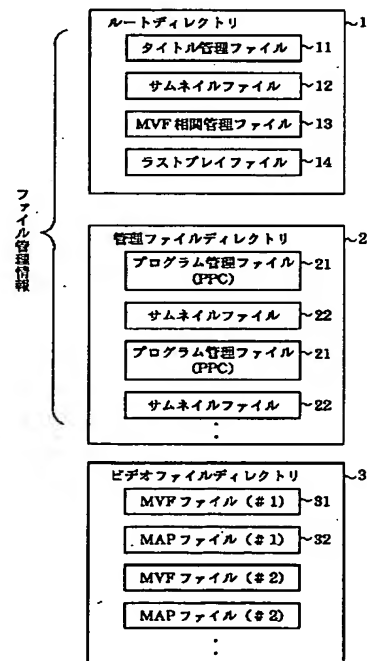 ルートディレクトリ ~1
タイトル管理ファイル ~11
サムネイルファイル ~12
MVF相関管理ファイル ~13
ラストプレイファイル ~14
ファイル管理情報
管理ファイルディレクトリ ~2
プログラム管理ファイル ~21
(PPC)
サムネイルファイル ~22
プログラム管理ファイル ~21
(PPC)
サムネイルファイル ~22
ビデオファイルディレクトリ ~3
MVFファイル (#1) ~31
MAPファイル (#1) ~32
MVFファイル (#2)
MAPファイル (#2)